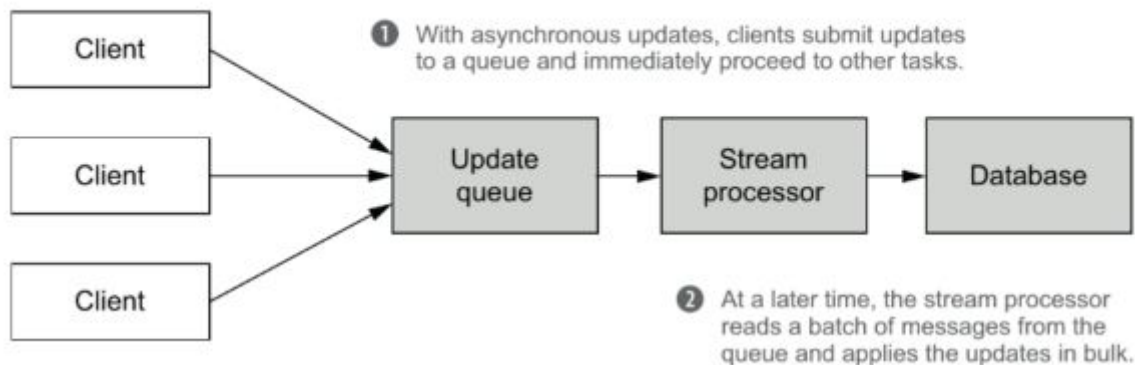 Client
1 With asynchronous updates, clients submit updates
to a queue and immediately proceed to other tasks.
Client
Update
queue
Stream
processor
Database
Client
2 At a later time, the stream processor
reads a batch of messages from the
queue and applies the updates in bulk.